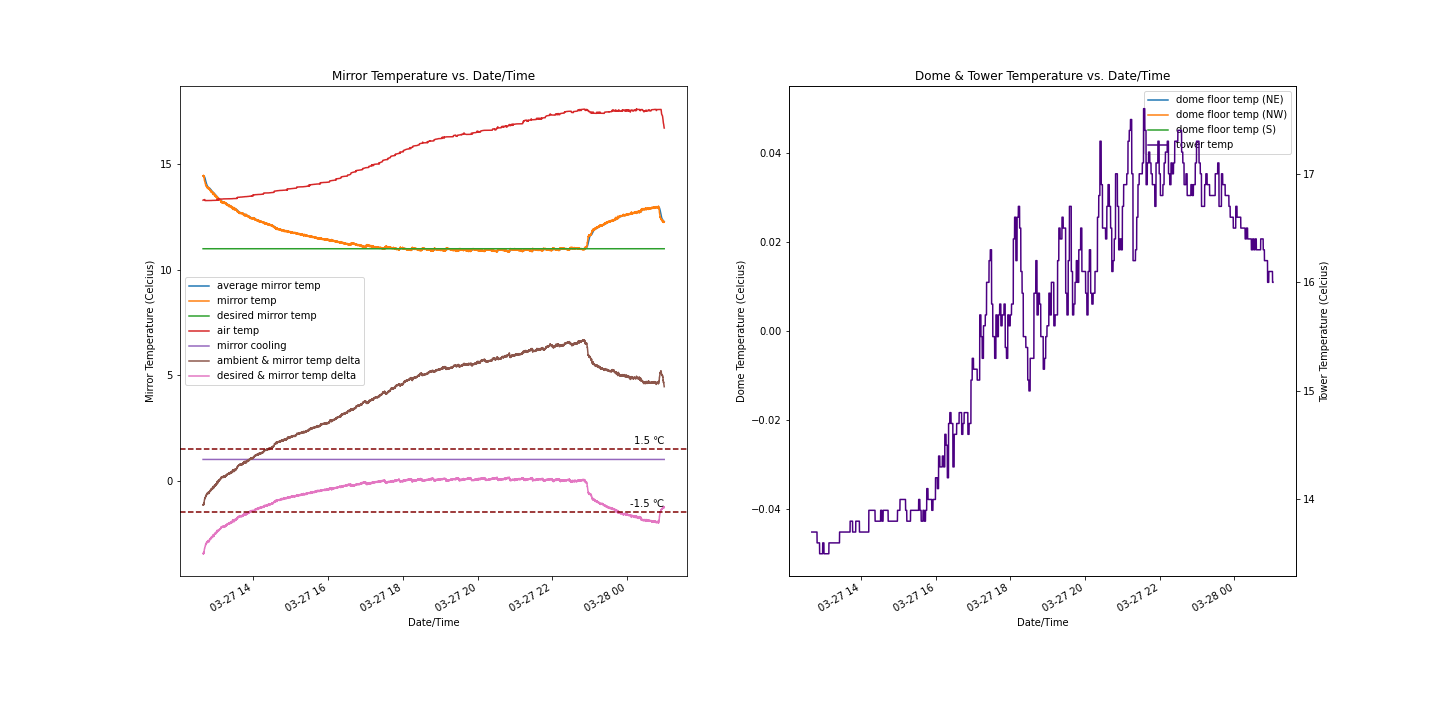 Mirror Temperature vs. Date/Time
Mirror Temperature (Celcius)
15
10
5
0
average mirror temp
mirror temp
desired mirror temp
air temp
mirror cooling
ambient & mirror temp delta
desired & mirror temp delta
1.5 °C
-1.5 °C
03-27 14
03-27 16
03-27 18
03-27 20
03-27 22
03-28 00
Date/Time
Dome & Tower Temperature vs. Date/Time
Dome Temperature (Celcius)
0.04
0.02
0.00
−0.02
−0.04
dome floor temp (NE)
dome floor temp (NW)
dome floor temp (S)
tower temp
17
16
15
14
Tower Temperature (Celcius)
03-27 14
03-27 16
03-27 18
03-27 20
03-27 22
03-28 00
Date/Time